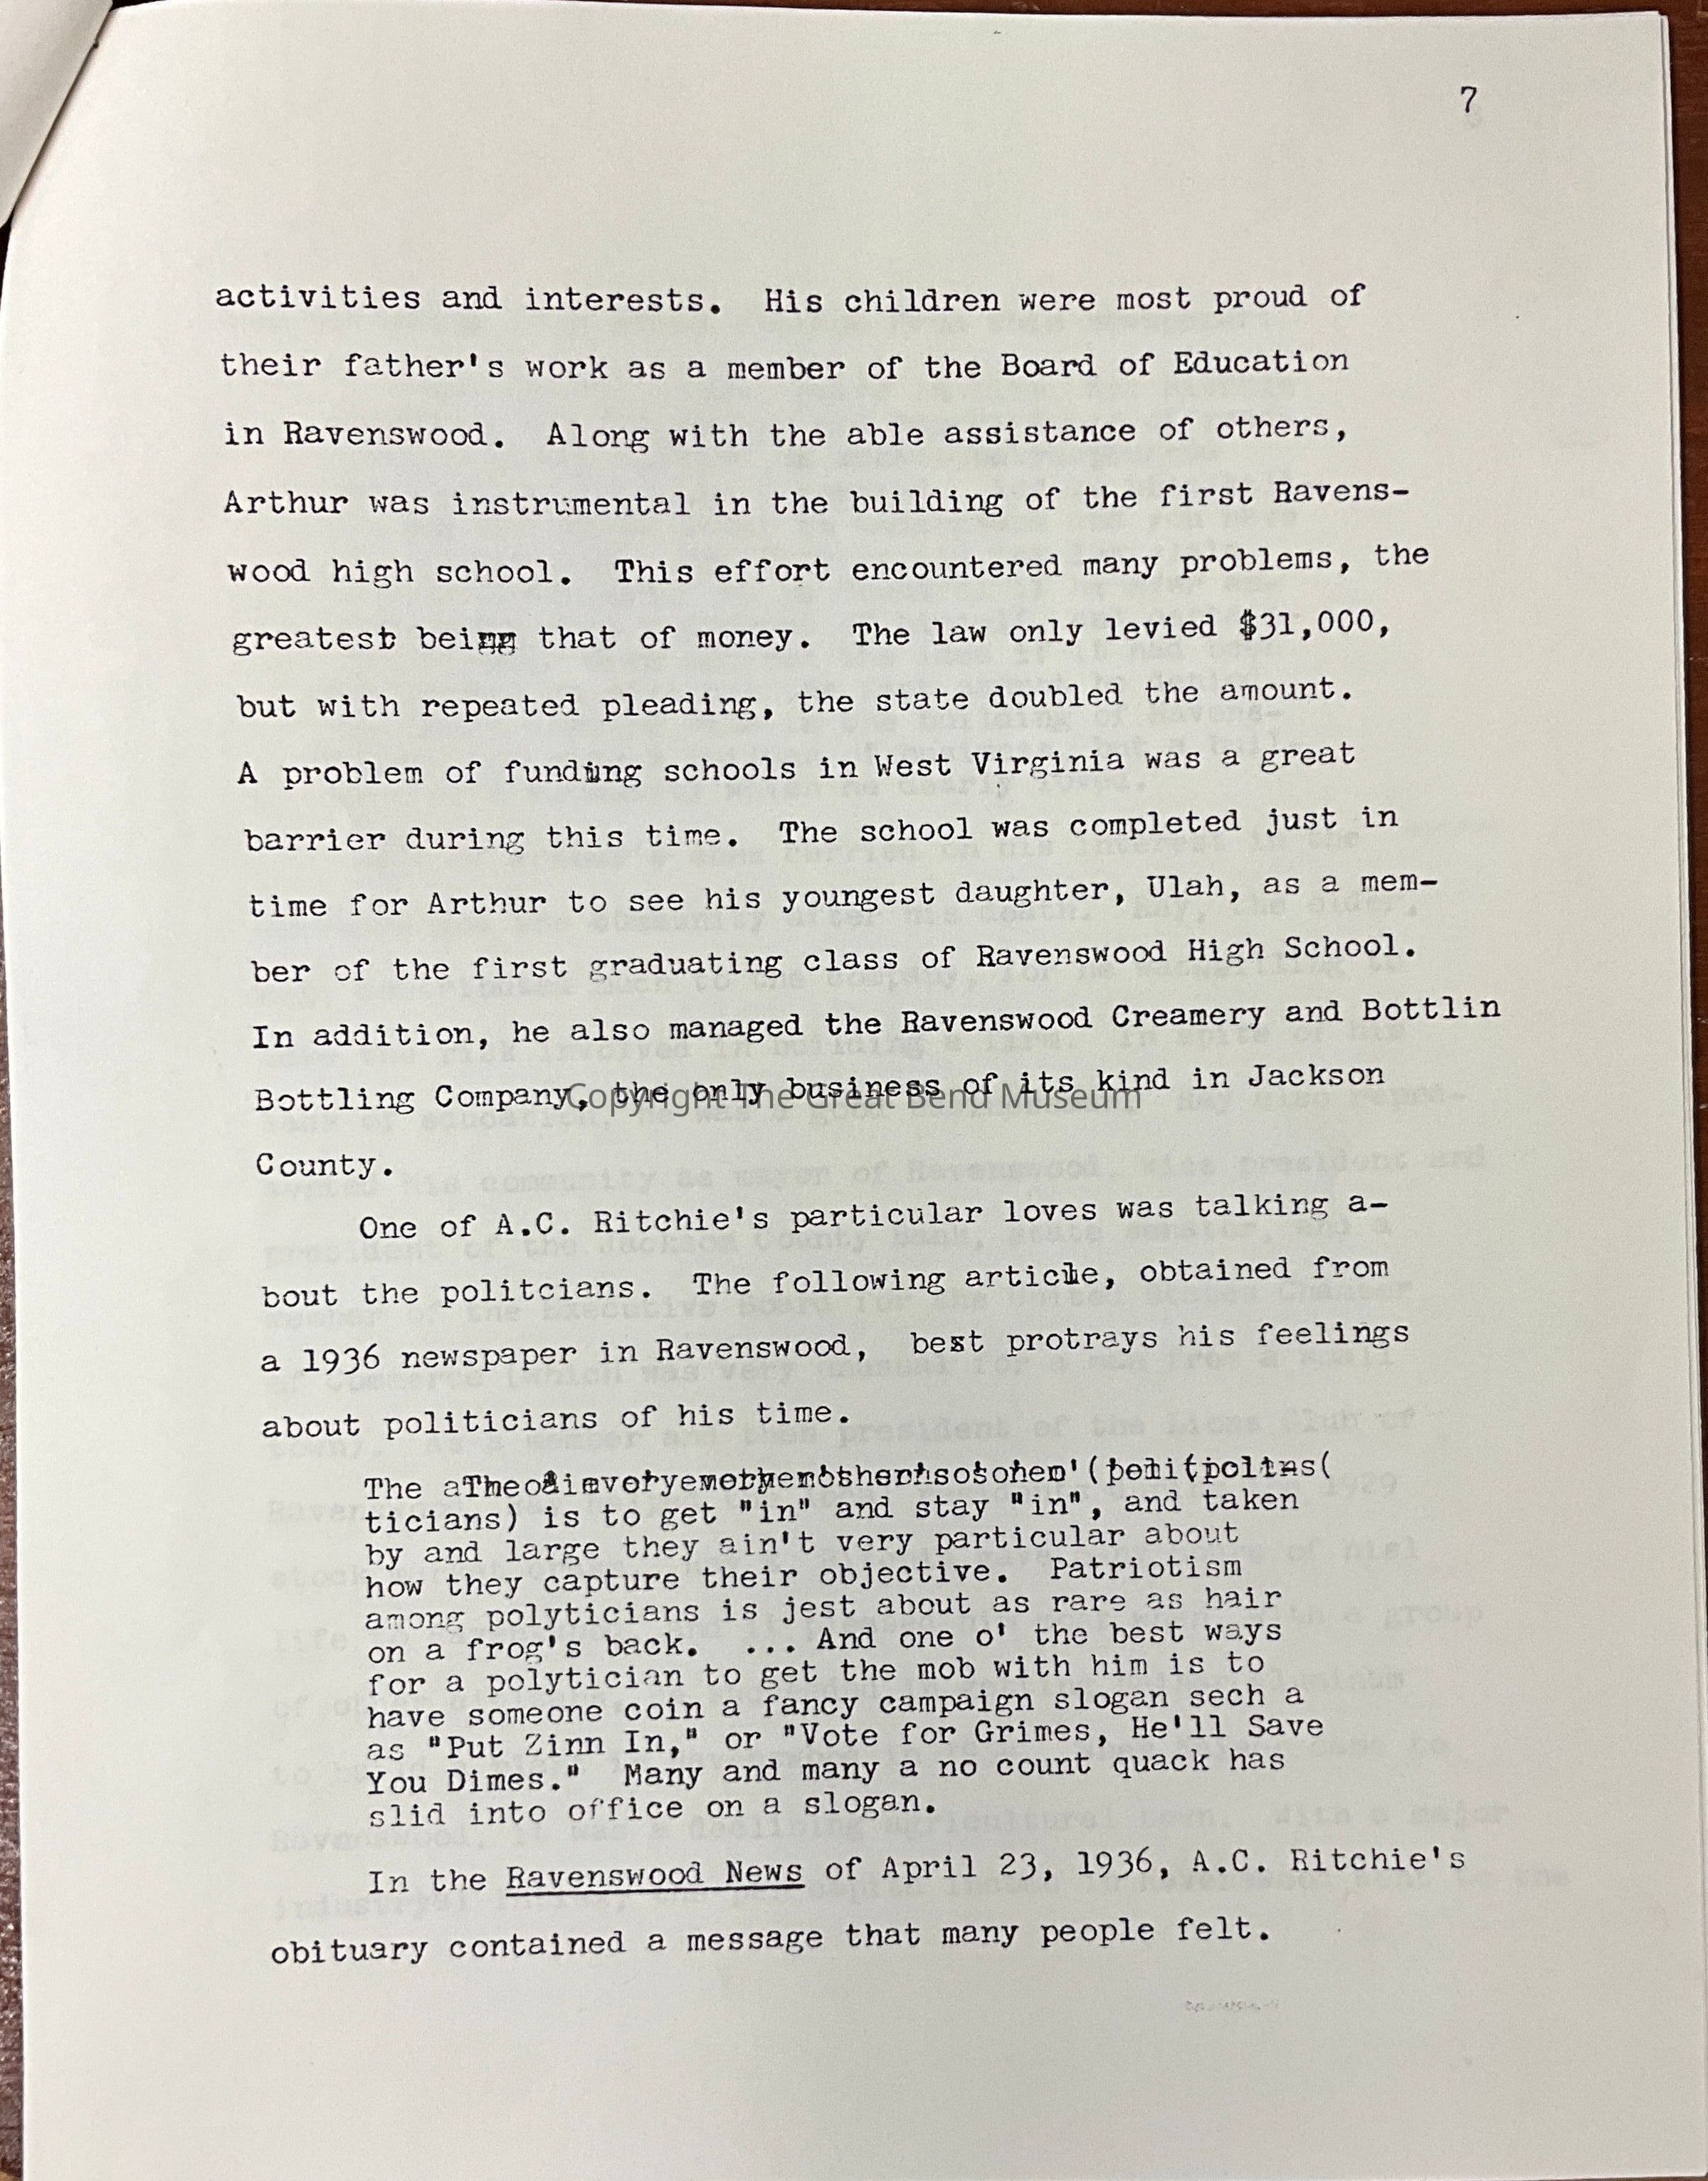 7
activities and interests.  His children were most proud of
their father's work as a member of the Board of Education
in Ravenswood.  Along with the able assistance of others,
Arthur was instrumental in the building of the first Ravens-
wood high school.  This effort encountered many problems, the
greatest being that of money.  The law only levied $31,000,
but with repeated pleading, the state doubled the amount.
A problem of funding schools in West Virginia was a great
barrier during this time.  The school was completed just in
time for Arthur to see his youngest daughter, Ulah, as a mem-
ber of the first graduating class of Ravenswood High School.
In addition, he also managed the Ravenswood Creamery and Bottlin
Bottling Company, the only business of its kind in Jackson
Copyright The Great Bend Museum
County.
One of A.C. Ritchie's particular loves was talking a-
bout the politcians.  The following article, obtained from
a 1936 newspaper in Ravenswood,  best protrays his feelings
about politicians of his time.
The
ticians) is to get "in" and stay "in", and taken
by and large they ain't very particular about
how they capture their objective.  Patriotism
among polyticians is jest about as rare as hair
on a frog's back.  ... And one o' the best ways
for a polytician to get the mob with him is to
have someone coin a fancy campaign slogan sech a
as "Put Zinn In," or "Vote for Grimes, He'll Save
You Dimes."  Many and many a no count quack has
slid into office on a slogan.
In the Ravenswood News of April 23, 1936, A.C. Ritchie's
obituary contained a message that many people felt.